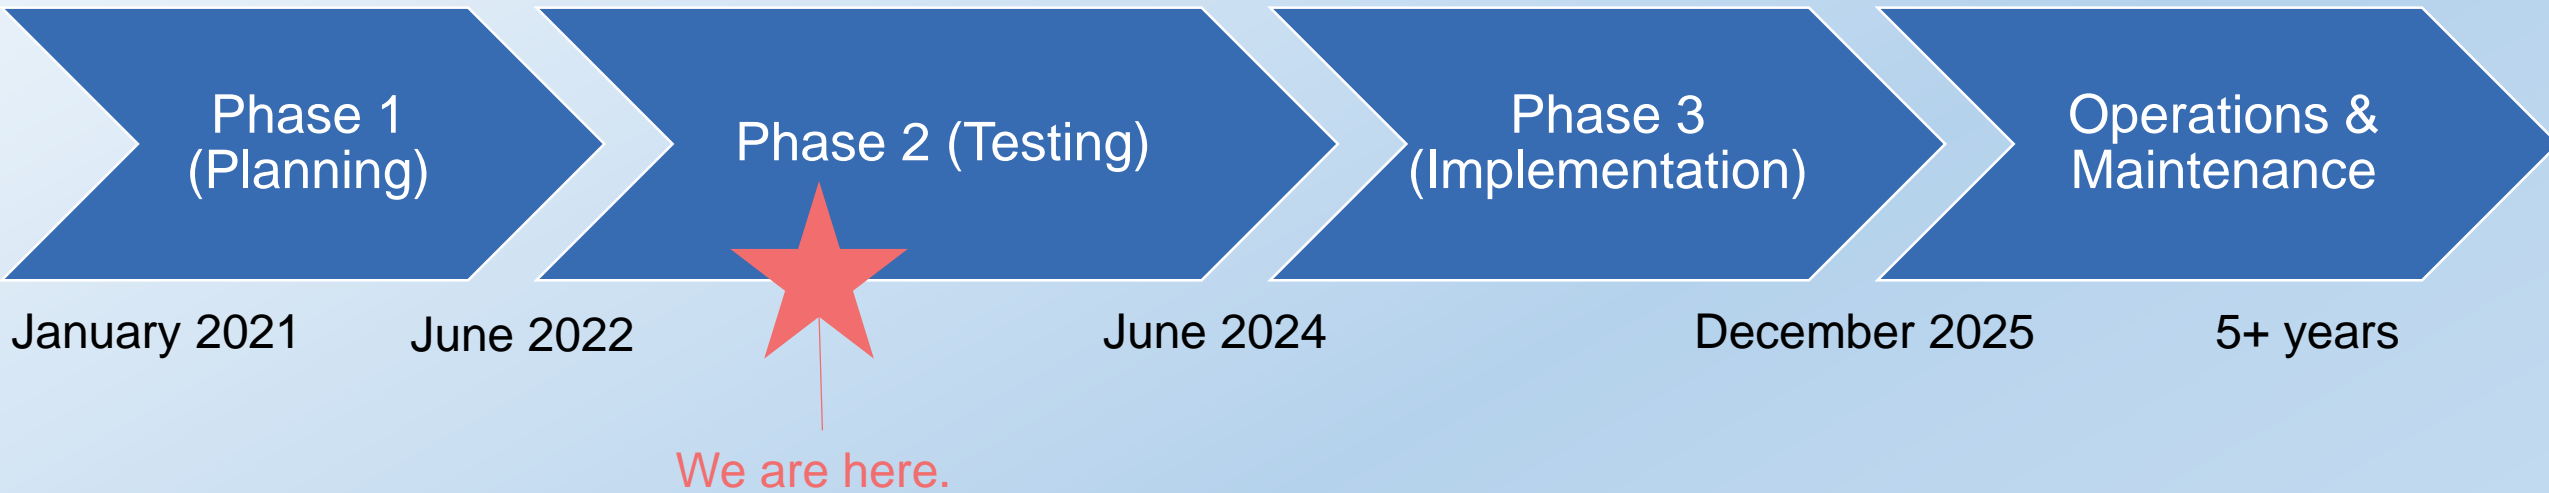 Phase 1
(Planning)
Phase 2 (Testing)
Phase 3
(Implementation)
Operations &
Maintenance
January 2021
June 2022
June 2024
December 2025
5+ years
We are here.